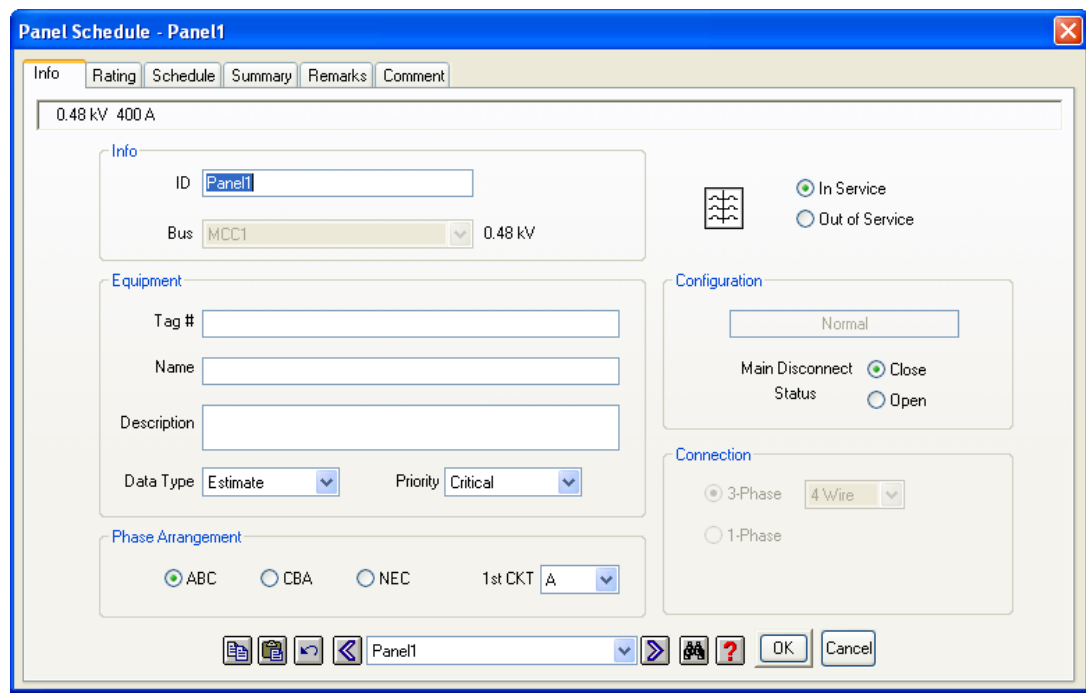 Panel Schedule - Panel1
Info Rating Schedule Summary Remarks Comment
0.48 kV 400 A
Info
ID Panel1
Bus MCC1 0.48 kV
In Service
Out of Service
Equipment
Tag #
Name
Description
Data Type Estimate Priority Critical
Configuration
Normal
Main Disconnect Status
Close
Open
Connection
3-Phase 4 Wire
1-Phase
Phase Arrangement
ABC CBA NEC 1st CKT A
Panel1 ? OK Cancel